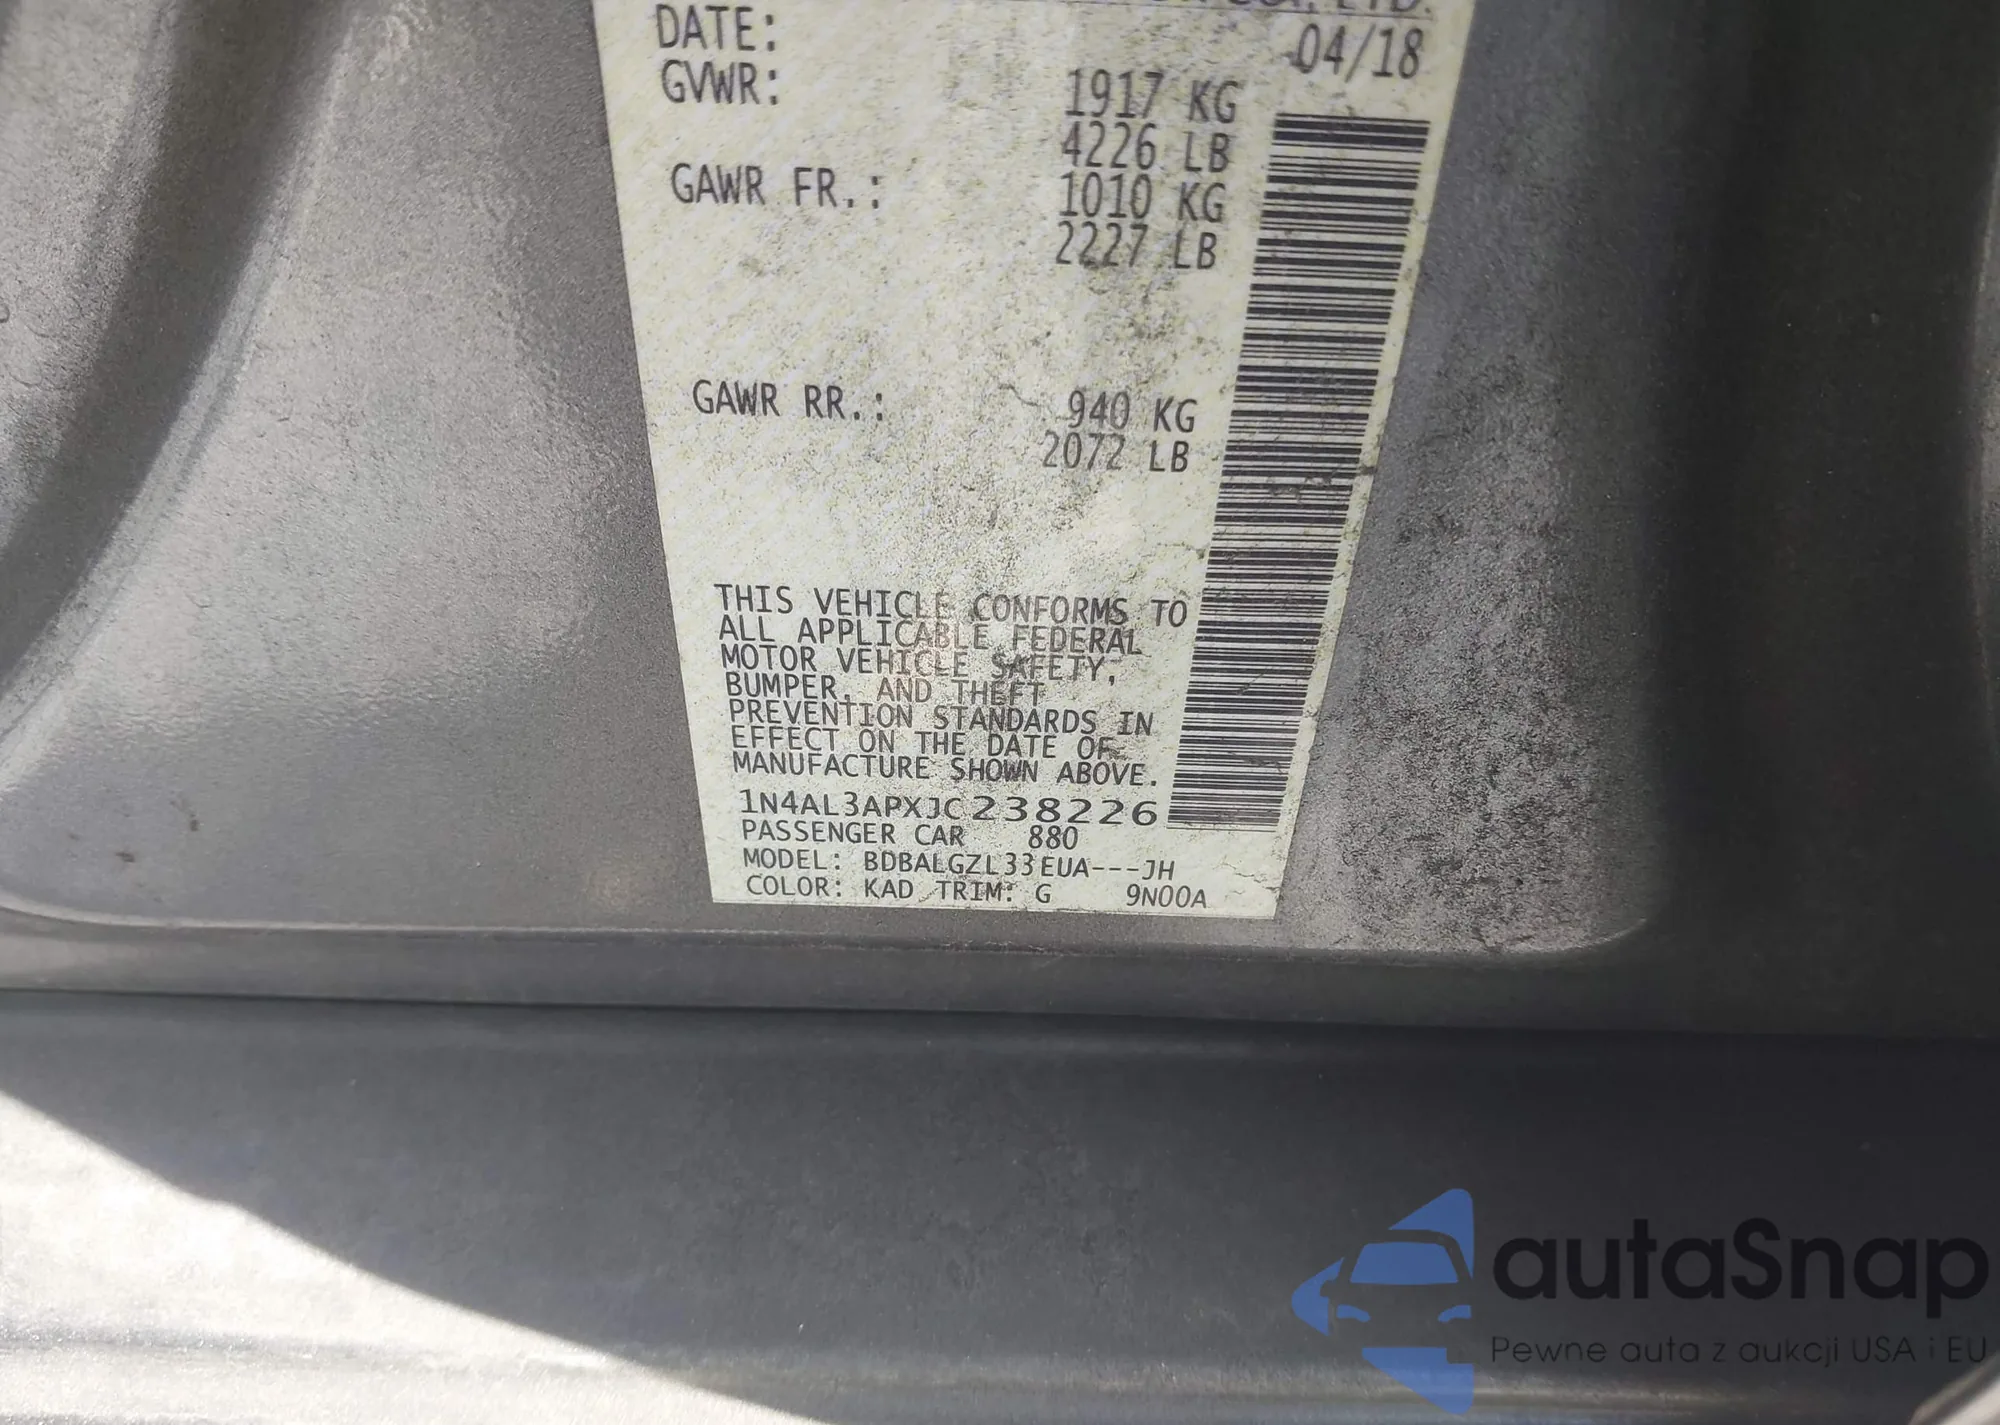 DATE: 04/18
GVWR: 1917 KG
4226 LB
GAWR FR.: 1010 KG
2227 LB
GAWR RR.: 940 KG
2072 LB
THIS VEHICLE CONFORMS TO
ALL APPLICABLE FEDERAL
MOTOR VEHICLE SAFETY,
BUMPER, AND THEFT
PREVENTION STANDARDS IN
EFFECT ON THE DATE OF
MANUFACTURE SHOWN ABOVE.
1N4AL3APXJC238226
PASSENGER CAR 880
MODEL: BDBALGZL33EUA---JH
COLOR: KAD TRIM: G 9N00A
autaSnap
Pewne auta z aukcji USA i EU